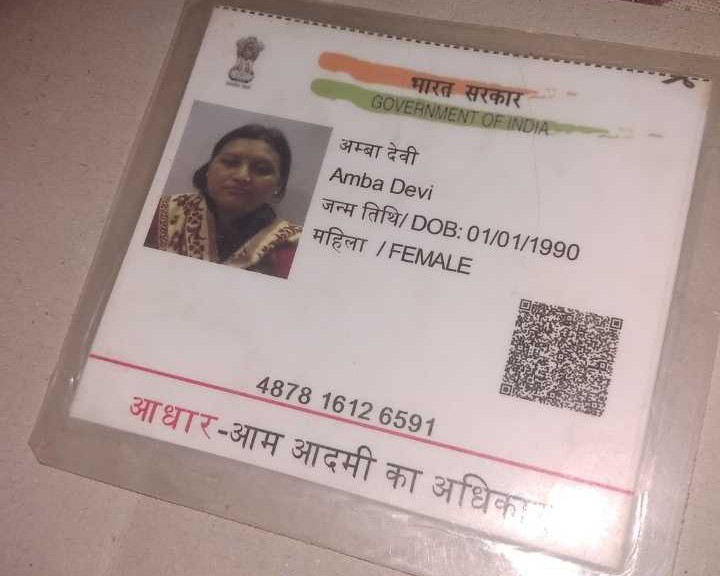 भारत सरकार
GOVERNMENT OF INDIA
अम्बा देवी
Amba Devi
जन्म तिथि/ DOB: 01/01/1990
महिला / FEMALE
4878 1612 6591
आधार-आम आदमी का